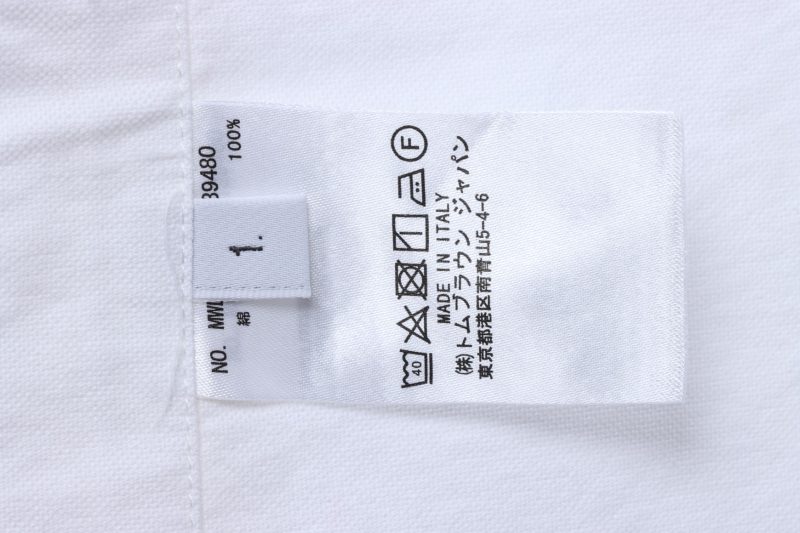 NO. MWL 39480
綿 100%
1.
40 F
MADE IN ITALY
(株)トムブラウン ジャパン
東京都港区南青山5-4-6